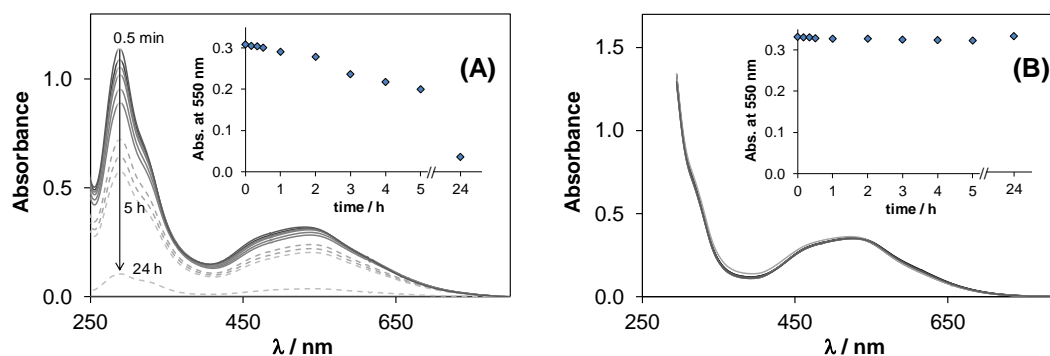 0.5 min
(A)
5 h
24 h
Absorbance
1.0
0.5
0.0
250
450
650
λ / nm
Abs. at 550 nm
0.3
0.2
0.1
0.0
0
1
2
3
4
5
//
24
time / h
(B)
Absorbance
1.5
1.0
0.5
0.0
250
450
650
λ / nm
Abs. at 550 nm
0.3
0.2
0.1
0.0
0
1
2
3
4
5
//
24
time / h